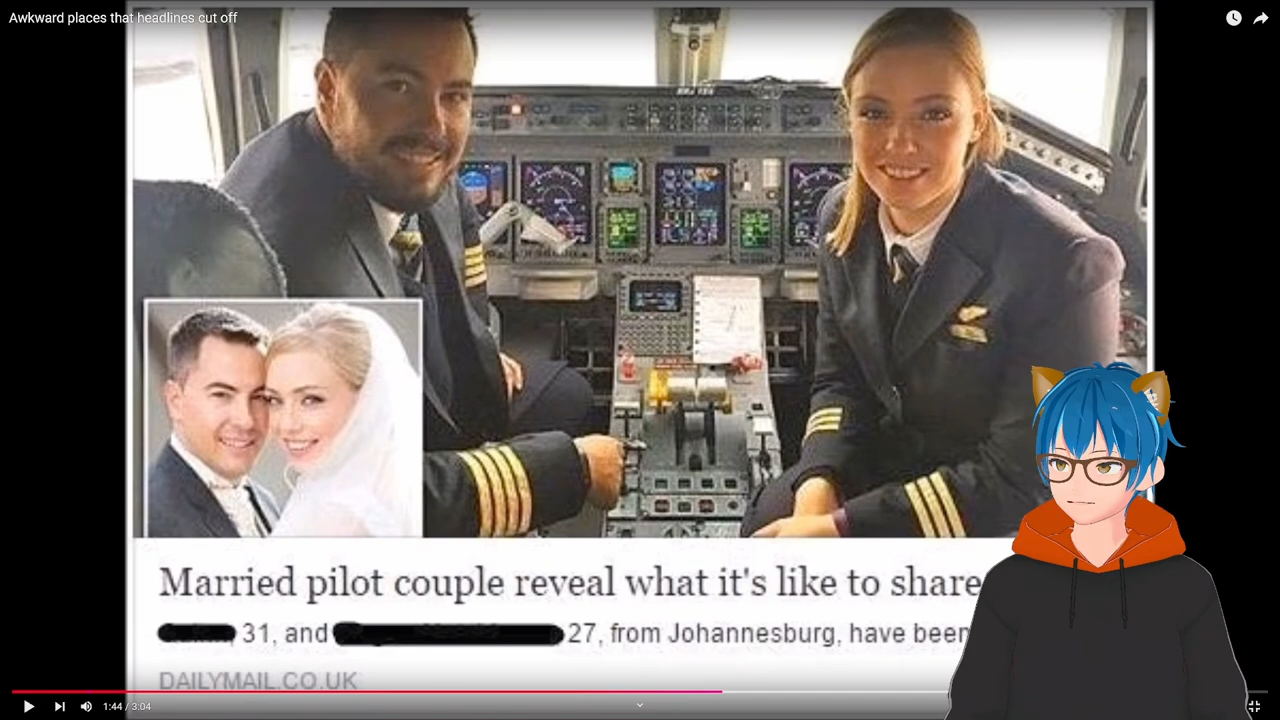 Awkward places that headlines cut off
Married pilot couple reveal what it's like to share
31, and 27, from Johannesburg, have been
DAILYMAIL.CO.UK
1:44 / 3:04